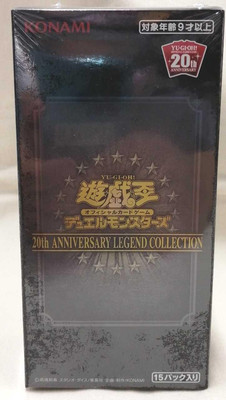 KONAMI
対象年齢9才以上
YU-GI-OH!
20th
ANNIVERSARY
YU-GI-OH!
遊戯王
オフィシャルカードゲーム
デュエルモンスターズ
20th ANNIVERSARY LEGEND COLLECTION
15パック入り